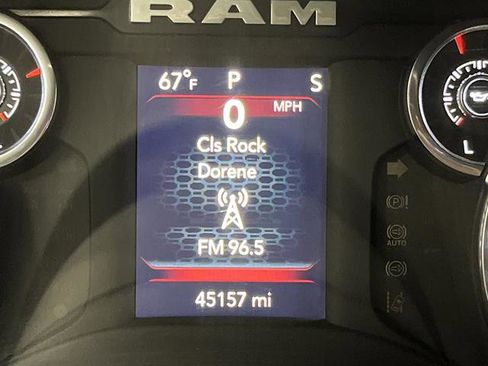 RAM
67°F P S
0 MPH
Cls Rock
Dorene
FM 96.5
45157 mi
L
P !
AUTO